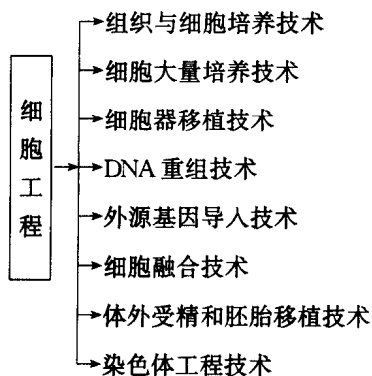 细胞工程
组织与细胞培养技术
细胞大量培养技术
细胞器移植技术
DNA重组技术
外源基因导入技术
细胞融合技术
体外受精和胚胎移植技术
染色体工程技术